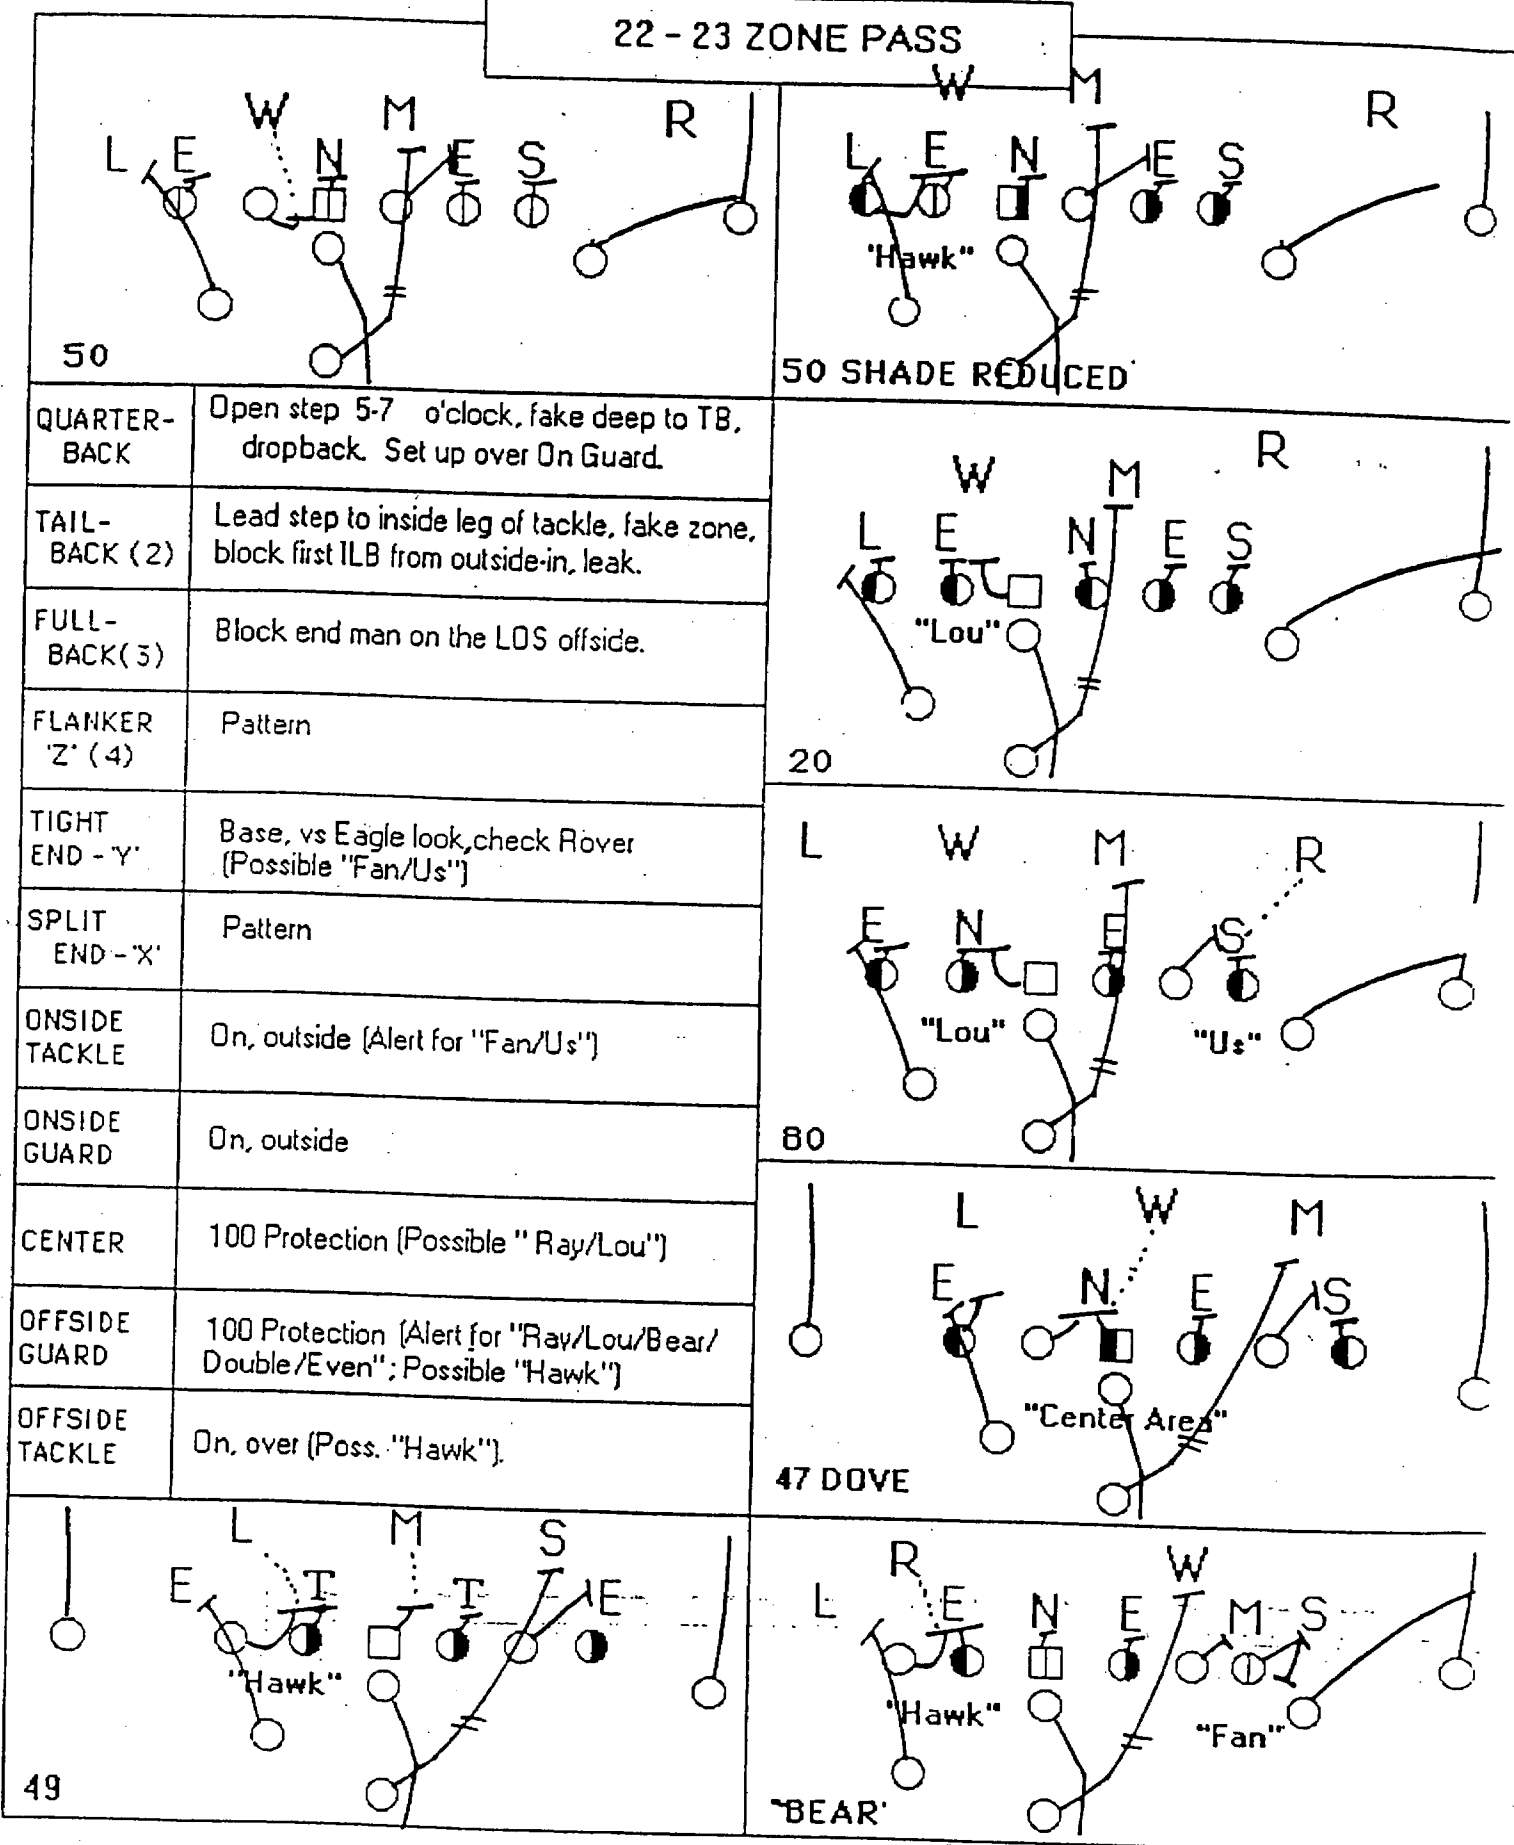 22 - 23 ZONE PASS
W M R
L E N E S
50
W M R
L E N E S
"Hawk"
50 SHADE REDUCED
QUARTER-
BACK
Open step 5-7 o'clock, fake deep to TB,
dropback. Set up over On Guard.
TAIL-
BACK (2)
Lead step to inside leg of tackle, fake zone,
block first ILB from outside-in, leak.
FULL-
BACK(3)
Block end man on the LOS offside.
FLANKER
'Z' (4)
Pattern
TIGHT
END - 'Y'
Base, vs Eagle look,check Rover
(Possible "Fan/Us")
SPLIT
END - 'X'
Pattern
ONSIDE
TACKLE
On, outside (Alert for "Fan/Us")
ONSIDE
GUARD
On, outside
CENTER
100 Protection (Possible " Ray/Lou")
OFFSIDE
GUARD
100 Protection (Alert for "Ray/Lou/Bear/
Double/Even"; Possible "Hawk")
OFFSIDE
TACKLE
On, over (Poss. "Hawk").
R
W M
L E N E S
"Lou"
20
L W M R
E N E S
"Lou" "Us"
80
L W M
E N E S
"Center Area"
47 DOVE
L M S
E T T E
"Hawk"
49
R W
L E N E M S
"Hawk" "Fan"
"BEAR'